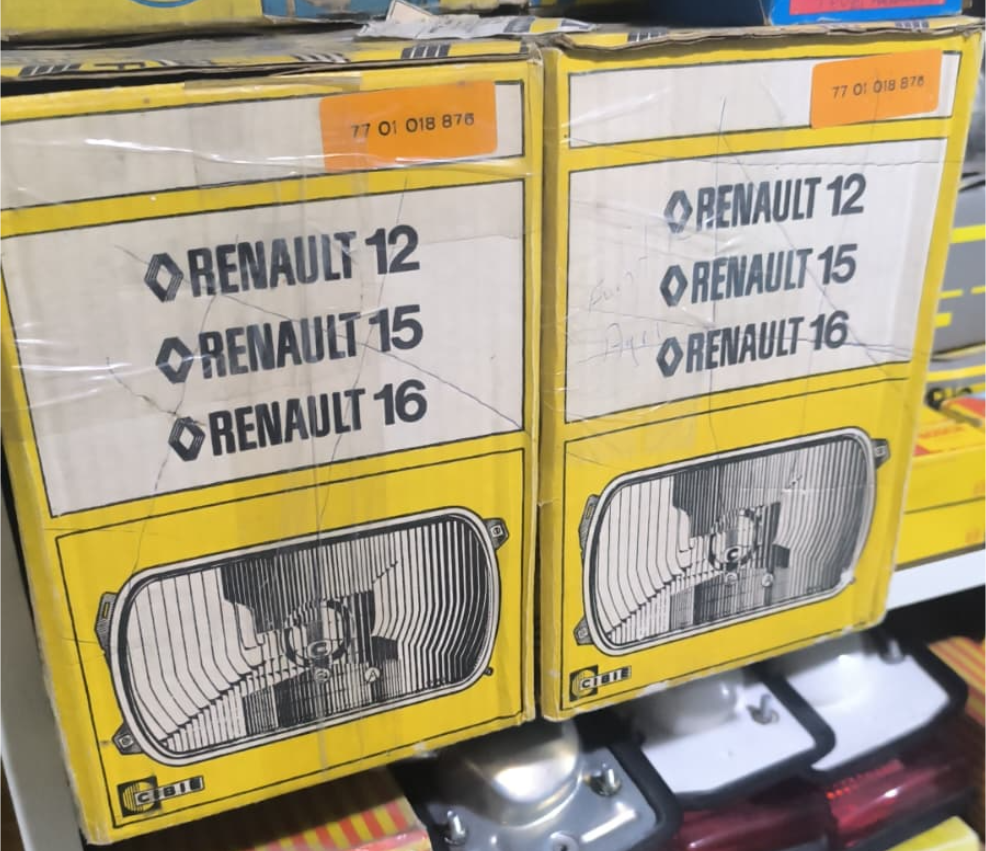 77 01 018 876
RENAULT 12
RENAULT 15
RENAULT 16
CIBIE
77 01 018 876
RENAULT 12
RENAULT 15
RENAULT 16
CIBIE